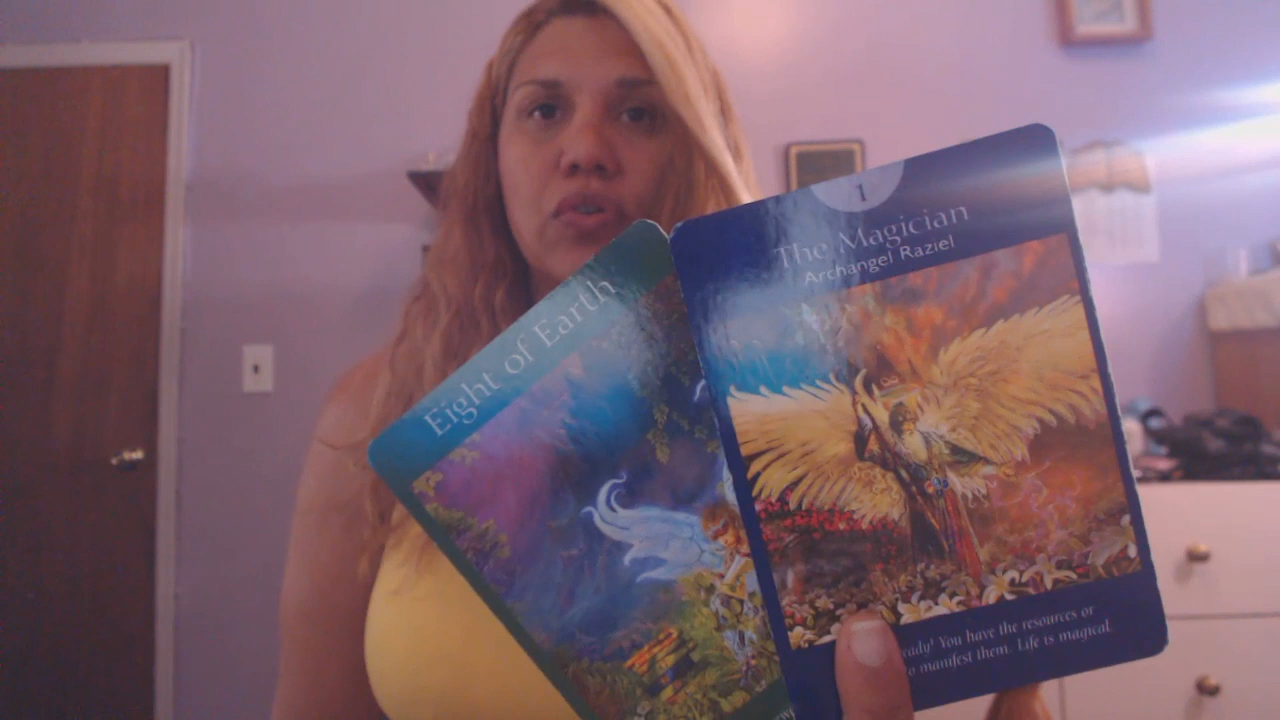 Eight of Earth
1
The Magician
Archangel Raziel
eady! You have the resources or
o manifest them. Life is magical.